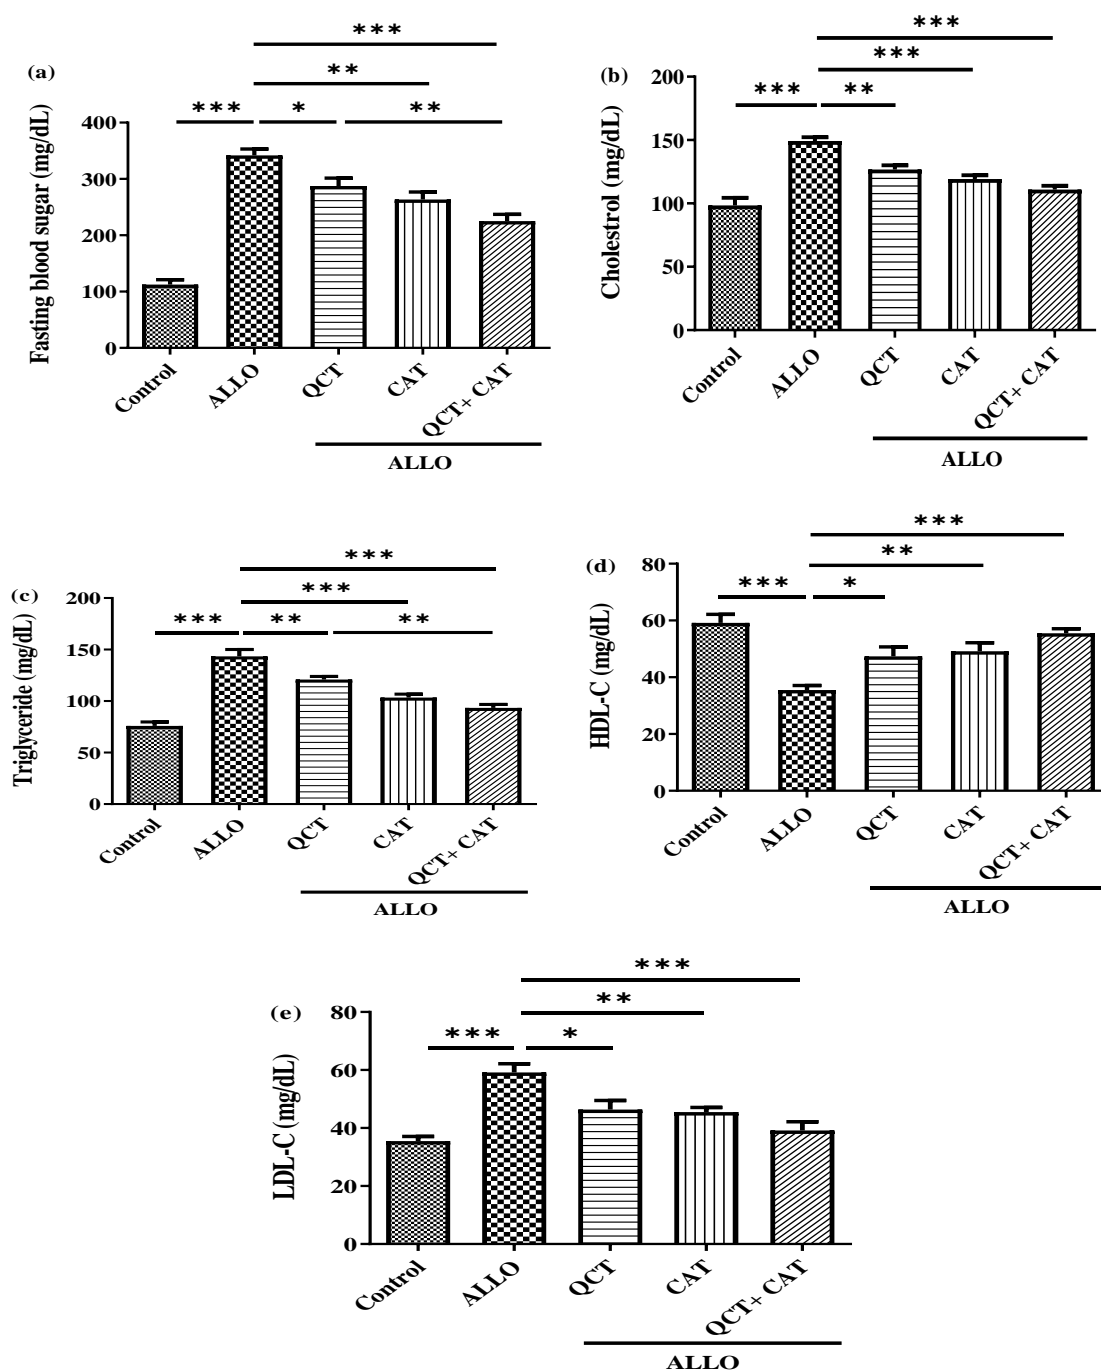 (a)
Fasting blood sugar (mg/dL)
400
300
200
100
0
***
**
*** * **
Control
ALLO
QCT
CAT
QCT+ CAT
ALLO
(b)
Cholestrol (mg/dL)
200
150
100
50
0
***
***
*** **
Control
ALLO
QCT
CAT
QCT+ CAT
ALLO
(c)
Triglyceride (mg/dL)
200
150
100
50
0
***
***
*** ** **
Control
ALLO
QCT
CAT
QCT+ CAT
ALLO
(d)
HDL-C (mg/dL)
80
60
40
20
0
***
**
*** *
Control
ALLO
QCT
CAT
QCT+ CAT
ALLO
(e)
LDL-C (mg/dL)
80
60
40
20
0
***
**
*** *
Control
ALLO
QCT
CAT
QCT+ CAT
ALLO